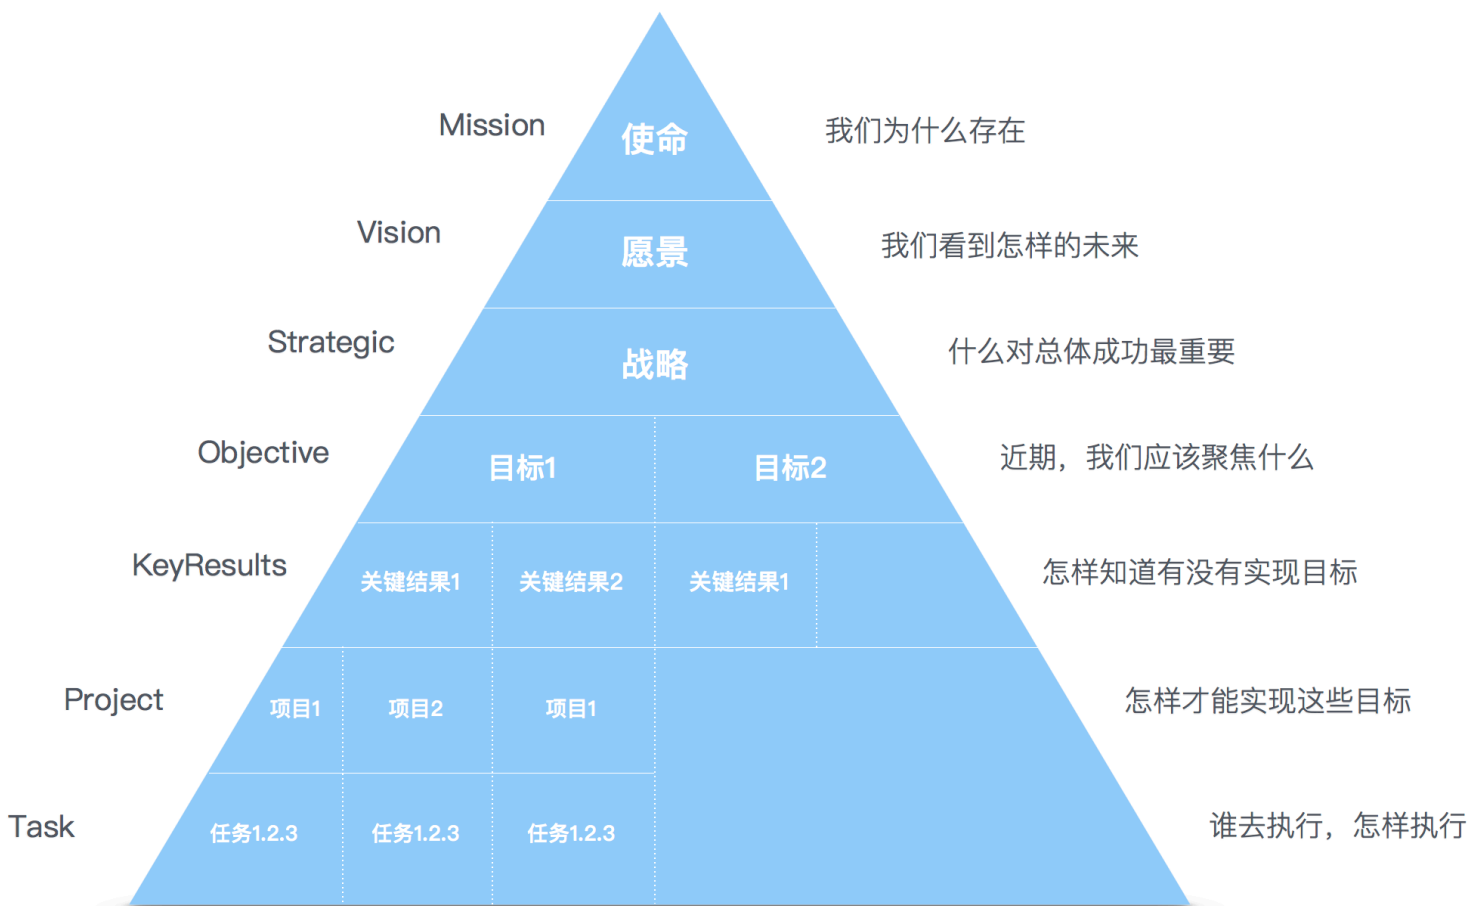 Mission
使命
我们为什么存在
Vision
愿景
我们看到怎样的未来
Strategic
战略
什么对总体成功最重要
Objective
目标1
目标2
近期，我们应该聚焦什么
KeyResults
关键结果1
关键结果2
关键结果1
怎样知道有没有实现目标
Project
项目1
项目2
项目1
怎样才能实现这些目标
Task
任务1.2.3
任务1.2.3
任务1.2.3
谁去执行，怎样执行